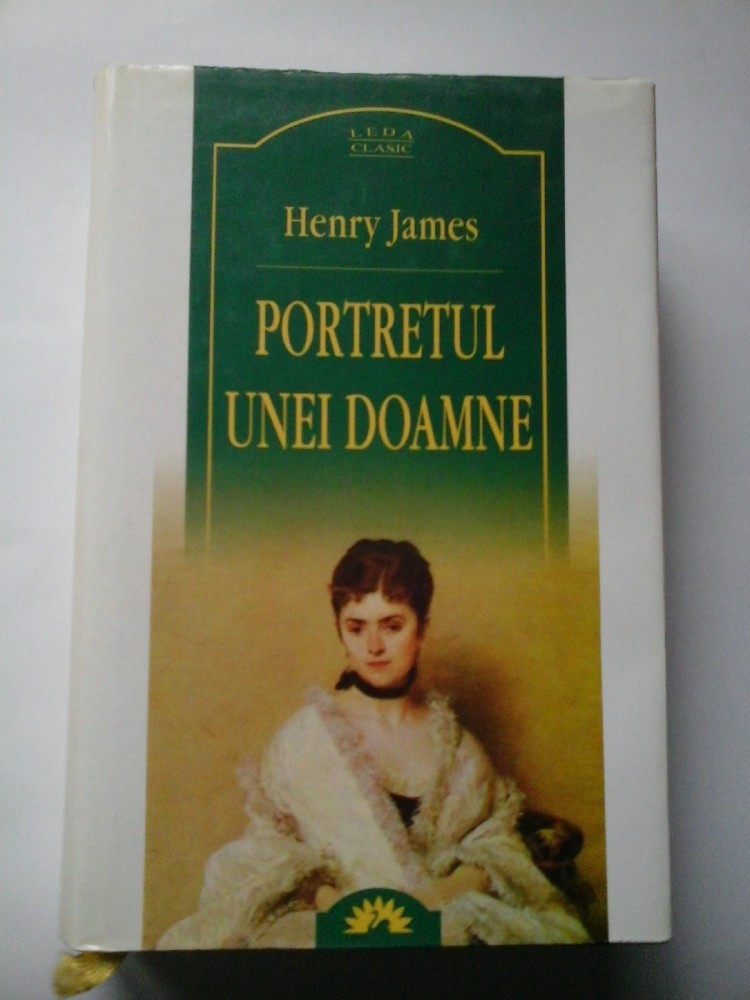 LEDA
CLASIC
Henry James
PORTRETUL
UNEI DOAMNE